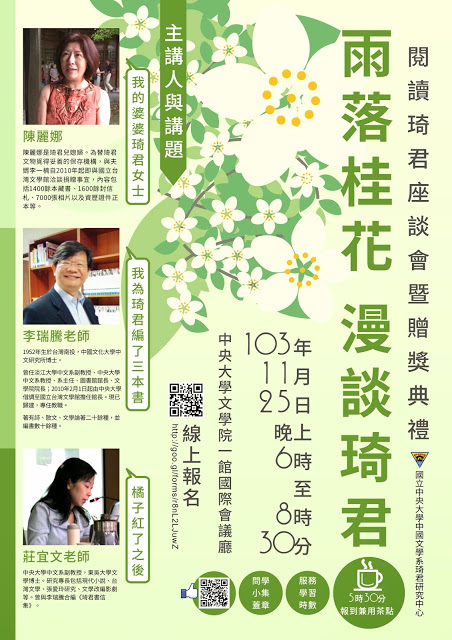 閱讀琦君座談會暨贈獎典禮
雨落桂花 漫談琦君
國立中央大學中國文學系琦君研究中心
主講人與講題
我的婆婆琦君女士
陳麗娜
陳麗娜是琦君兒媳婦。為替琦君
文物覓得妥善的保存機構，與夫
婿李一楠自2010年起即與國立台
灣文學館洽談捐贈事宜，內容包
括1400餘本藏書、1600餘封信
札、7000張相片以及資歷證件正
本等。
我為琦君編了三本書
李瑞騰老師
1952年生於台灣南投，中國文化大學中
文研究所博士。
曾任淡江大學中文系副教授、中央大學
中文系教授、系主任、圖書館館長、文
學院院長；2010年2月1日起由中央大學
借調至國立台灣文學館擔任館長，現已
歸建，專任教職。
著有詩、散文、文學論著二十餘種，並
編書數十餘種。
橘子紅了之後
莊宜文老師
中央大學中文系副教授，東吳大學文
學博士。研究專長包括現代小說、台
灣文學、張愛玲研究、文學改編影劇
等。曾與李瑞騰合編《琦君書信
集》。
103年
11月
25日
晚上
6時至8時30分
中央大學文學院一館國際會議廳
線上報名
http://goo.gl/forms/r8nL2LJuwZ
問學
小集
蓋章
服務
學習
時數
5時30分
報到兼用茶點